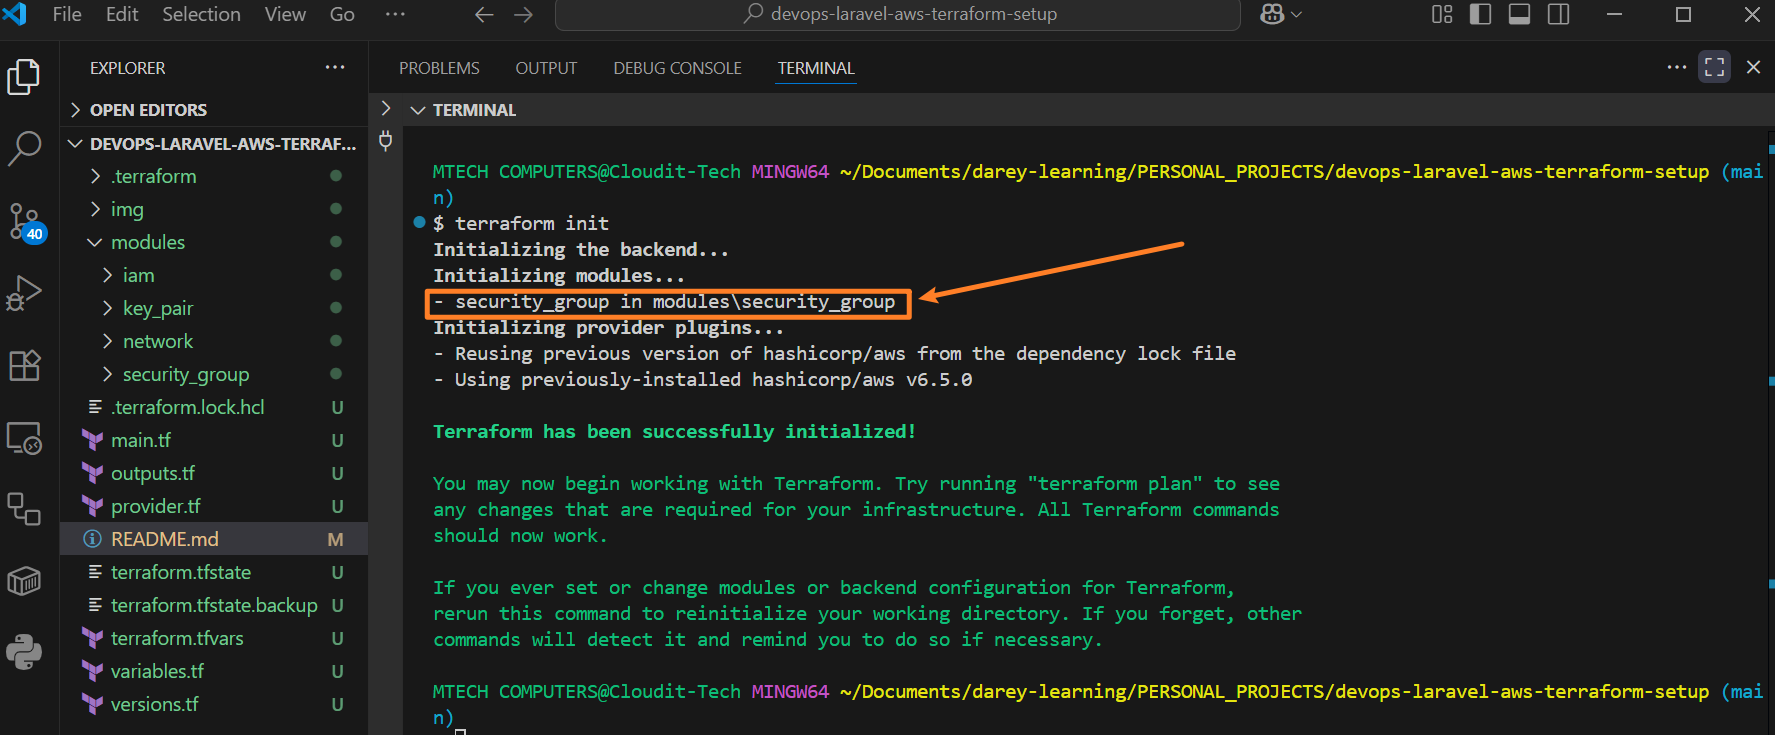 File Edit Selection View Go ··· devops-laravel-aws-terraform-setup
EXPLORER ···
OPEN EDITORS
DEVOPS-LARAVEL-AWS-TERRAF...
.terraform
img
40
modules
iam
key_pair
network
security_group
.terraform.lock.hcl U
main.tf U
outputs.tf U
provider.tf U
README.md M
terraform.tfstate U
terraform.tfstate.backup U
terraform.tfvars U
variables.tf U
versions.tf U
PROBLEMS OUTPUT DEBUG CONSOLE TERMINAL ···
TERMINAL
MTECH COMPUTERS@Cloudit-Tech MINGW64 ~/Documents/darey-learning/PERSONAL_PROJECTS/devops-laravel-aws-terraform-setup (mai
n)
$ terraform init
Initializing the backend...
Initializing modules...
- security_group in modules\security_group
Initializing provider plugins...
- Reusing previous version of hashicorp/aws from the dependency lock file
- Using previously-installed hashicorp/aws v6.5.0
Terraform has been successfully initialized!
You may now begin working with Terraform. Try running "terraform plan" to see
any changes that are required for your infrastructure. All Terraform commands
should now work.
If you ever set or change modules or backend configuration for Terraform,
rerun this command to reinitialize your working directory. If you forget, other
commands will detect it and remind you to do so if necessary.
MTECH COMPUTERS@Cloudit-Tech MINGW64 ~/Documents/darey-learning/PERSONAL_PROJECTS/devops-laravel-aws-terraform-setup (mai
n)